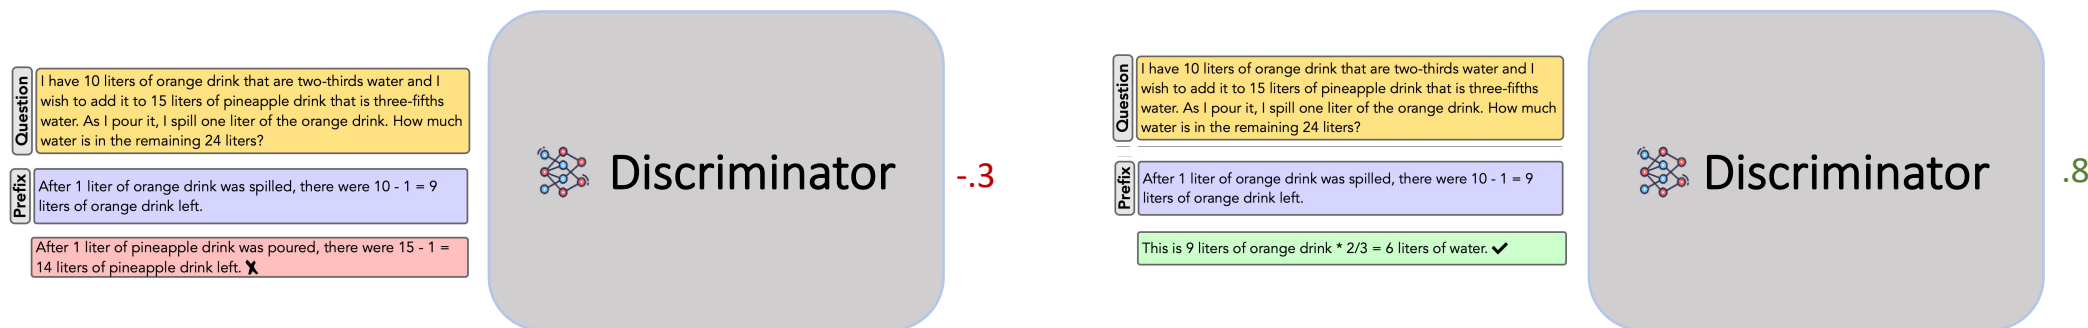 Question
I have 10 liters of orange drink that are two-thirds water and I
wish to add it to 15 liters of pineapple drink that is three-fifths
water. As I pour it, I spill one liter of the orange drink. How much
water is in the remaining 24 liters?
Prefix
After 1 liter of orange drink was spilled, there were 10 - 1 = 9
liters of orange drink left.
After 1 liter of pineapple drink was poured, there were 15 - 1 =
14 liters of pineapple drink left. ✗
Discriminator
-.3
Question
I have 10 liters of orange drink that are two-thirds water and I
wish to add it to 15 liters of pineapple drink that is three-fifths
water. As I pour it, I spill one liter of the orange drink. How much
water is in the remaining 24 liters?
Prefix
After 1 liter of orange drink was spilled, there were 10 - 1 = 9
liters of orange drink left.
This is 9 liters of orange drink * 2/3 = 6 liters of water. ✓
Discriminator
.8